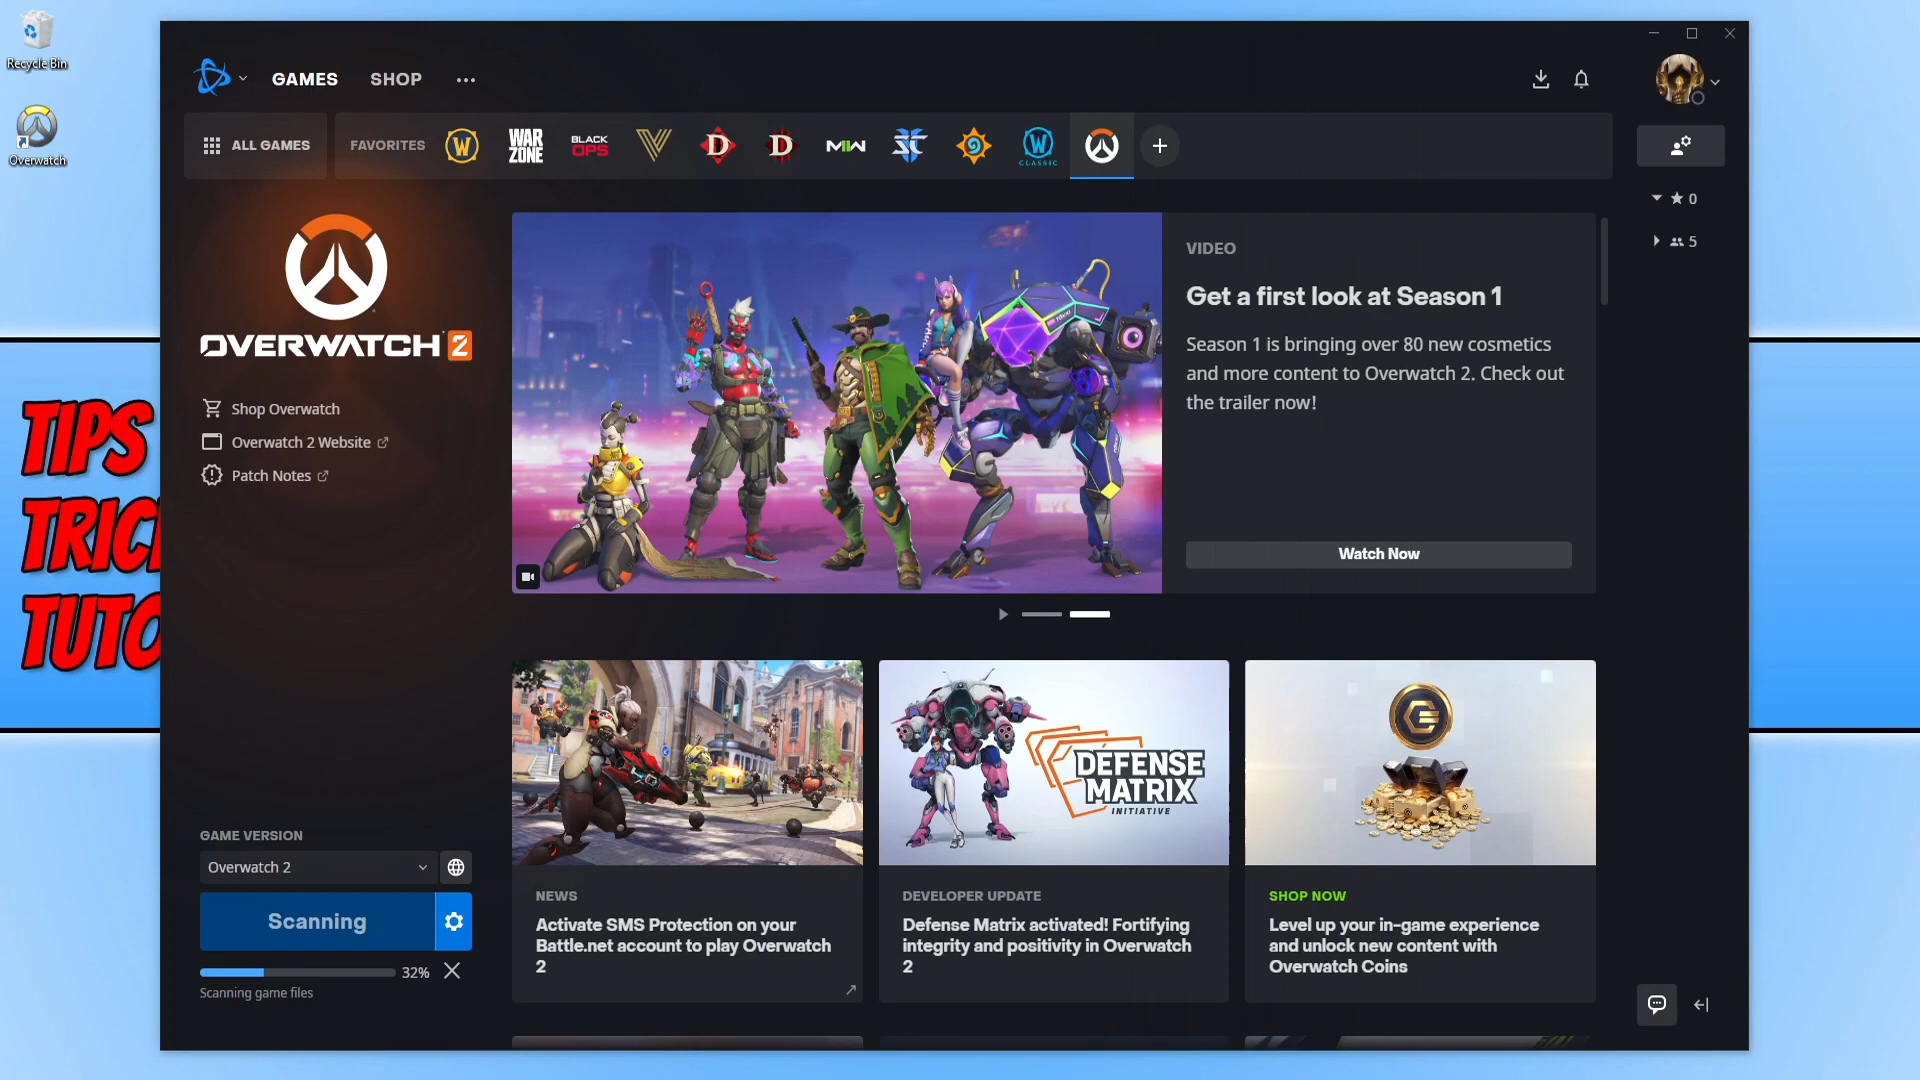 Recycle Bin
Overwatch
TIPS
TRIC
TUTO
GAMES
SHOP
ALL GAMES
FAVORITES
W
WAR
ZONE
BLACK
OPS
V
D
D
MW
W
CLASSIC
0
5
OVERWATCH 2
Shop Overwatch
Overwatch 2 Website
Patch Notes
VIDEO
Get a first look at Season 1
Season 1 is bringing over 80 new cosmetics
and more content to Overwatch 2. Check out
the trailer now!
Watch Now
DEFENSE
MATRIX
INITIATIVE
NEWS
Activate SMS Protection on your
Battle.net account to play Overwatch
2
DEVELOPER UPDATE
Defense Matrix activated! Fortifying
integrity and positivity in Overwatch
2
SHOP NOW
Level up your in-game experience
and unlock new content with
Overwatch Coins
GAME VERSION
Overwatch 2
Scanning
32%
Scanning game files